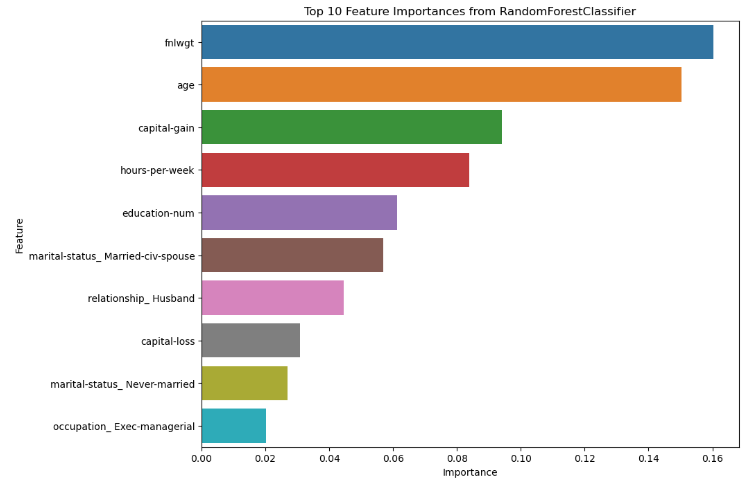 Top 10 Feature Importances from RandomForestClassifier
fnlwgt
age
capital-gain
hours-per-week
education-num
marital-status_ Married-civ-spouse
relationship_ Husband
capital-loss
marital-status_ Never-married
occupation_ Exec-managerial
Feature
0.00 0.02 0.04 0.06 0.08 0.10 0.12 0.14 0.16
Importance